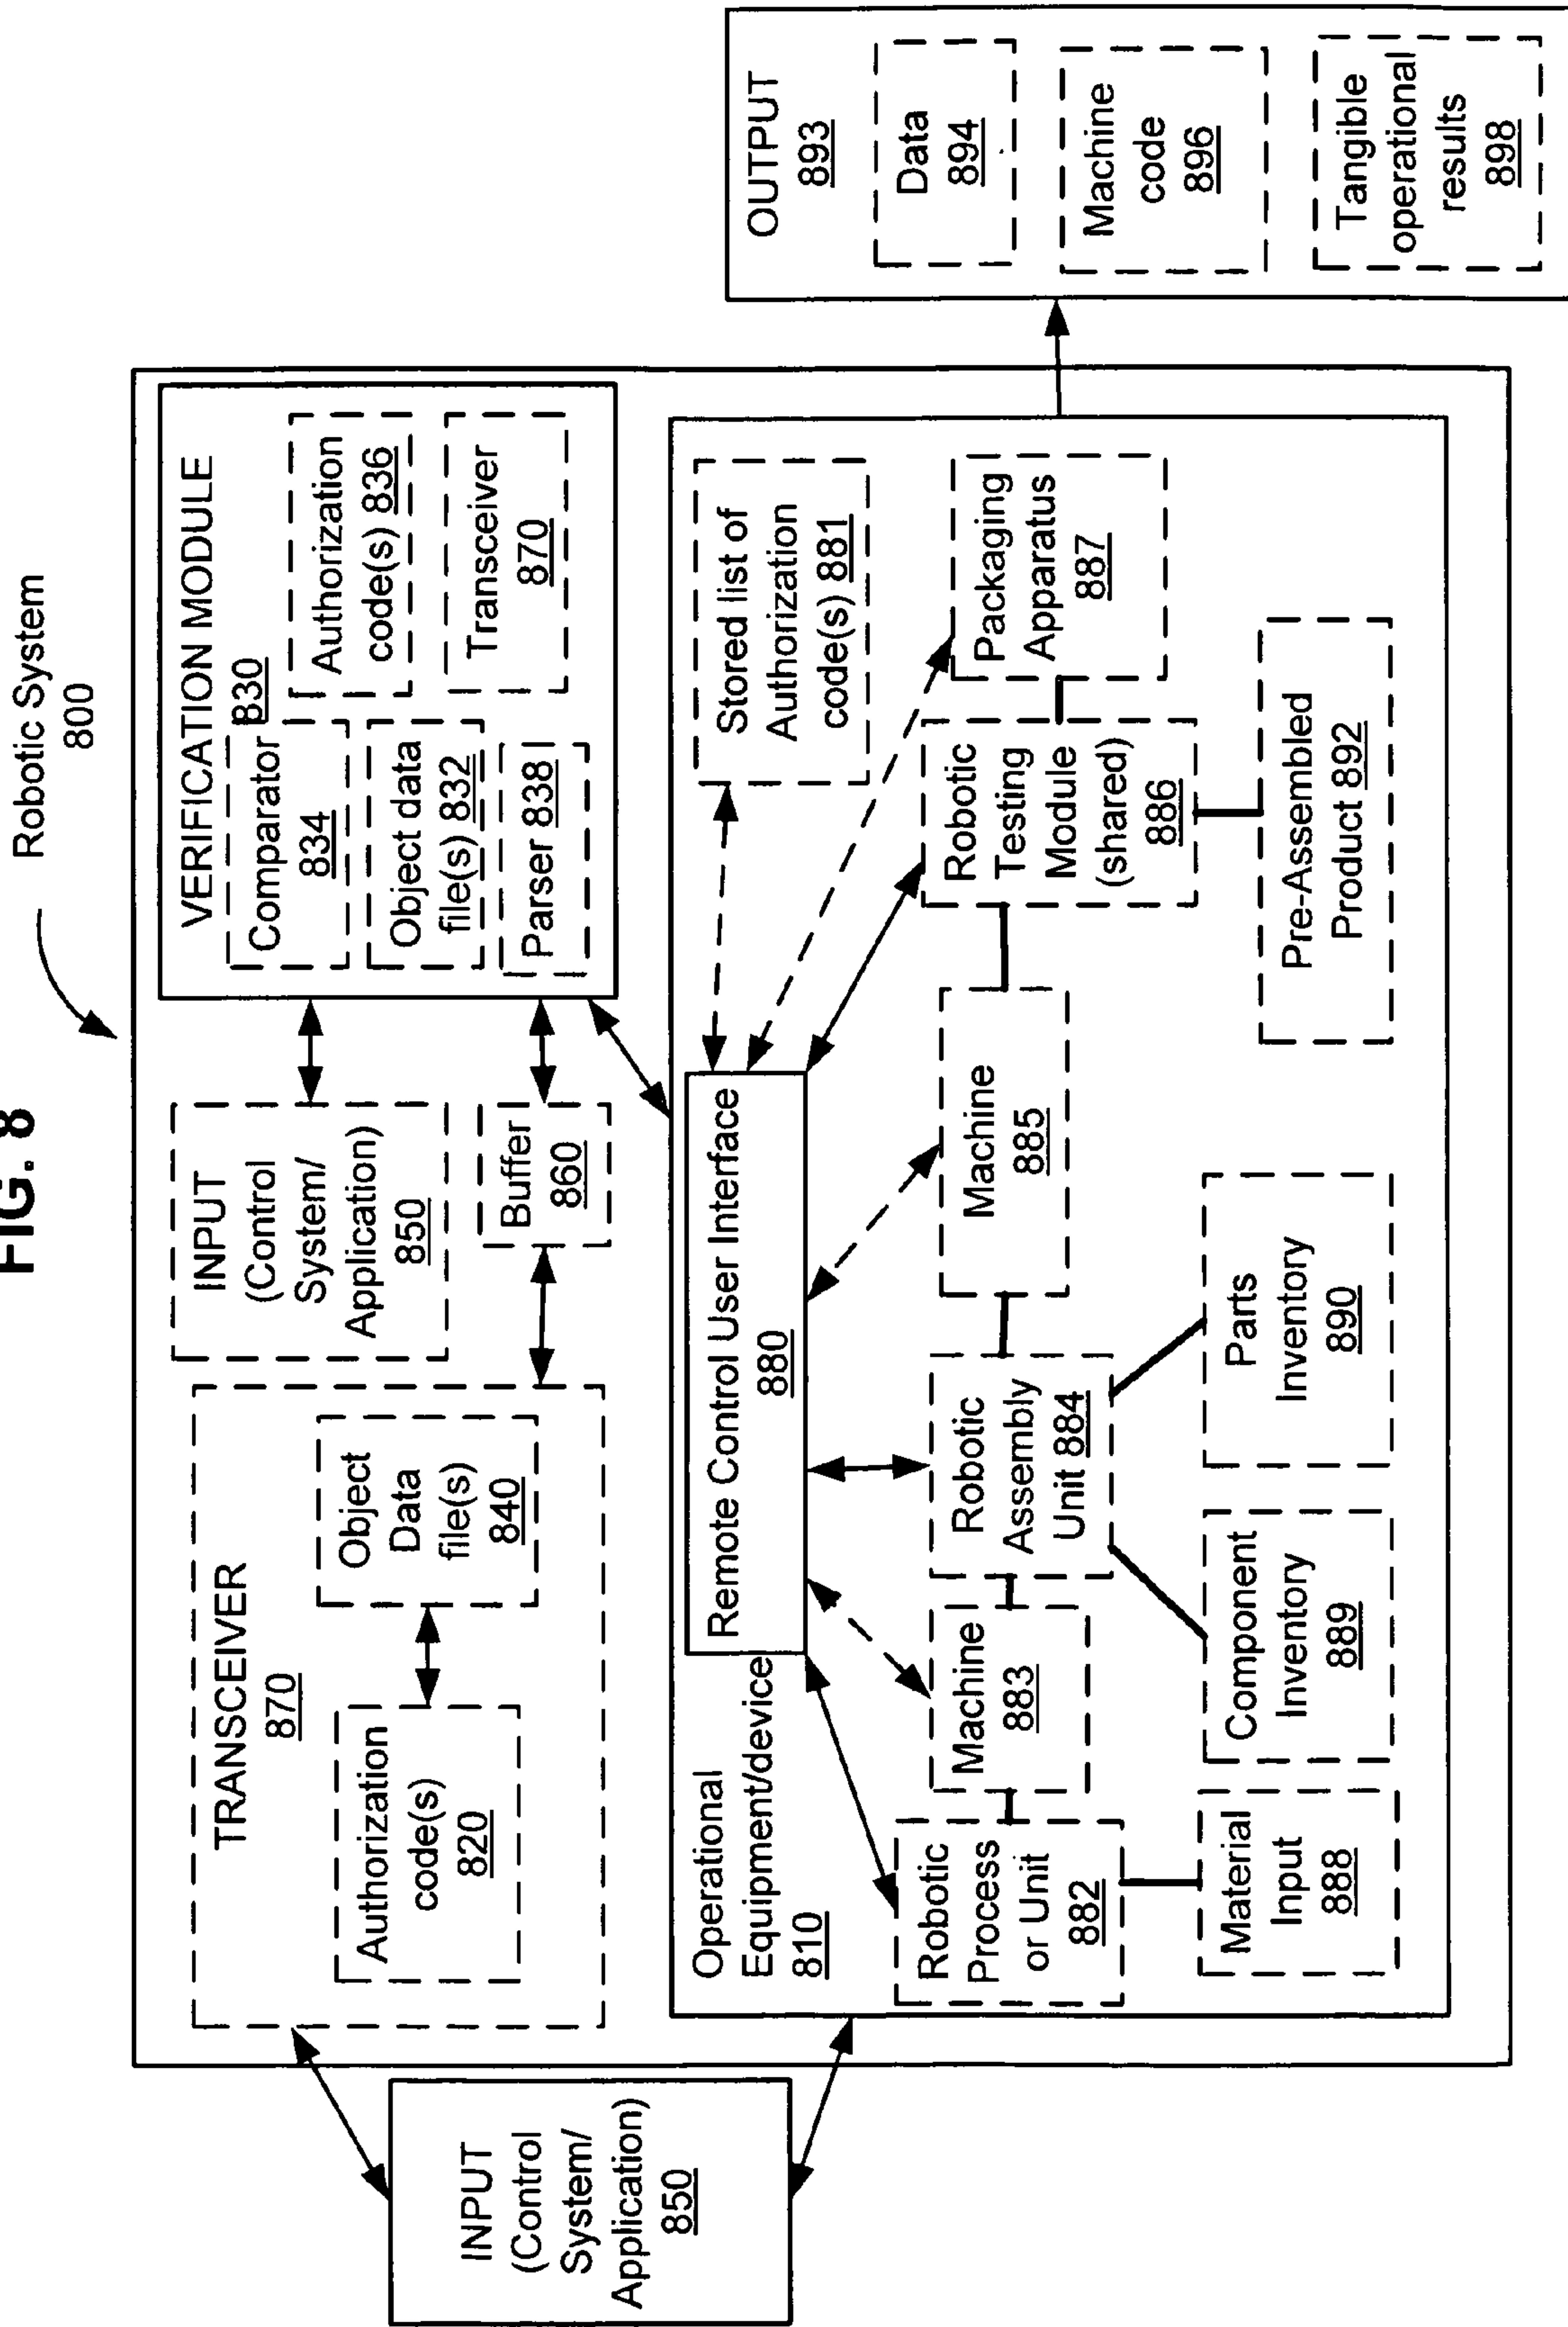 FIG. 8
Robotic System
800
INPUT
(Control
System/
Application)
850
TRANSCEIVER
870
Authorization
code(s)
820
Object
Data
file(s)
840
INPUT
(Control
System/
Application)
850
Buffer
860
VERIFICATION MODULE
830
Comparator
834
Authorization
code(s) 836
Object data
file(s) 832
Parser 838
Transceiver
870
Operational
Equipment/device
810
Remote Control User Interface
880
Stored list of
Authorization
code(s) 881
Robotic
Process
or Unit
882
Machine
883
Robotic
Assembly
Unit 884
Machine
885
Robotic
Testing
Module
(shared)
886
Packaging
Apparatus
887
Material
Input
888
Component
Inventory
889
Parts
Inventory
890
Pre-Assembled
Product 892
OUTPUT
893
Data
894
Machine
code
896
Tangible
operational
results
898